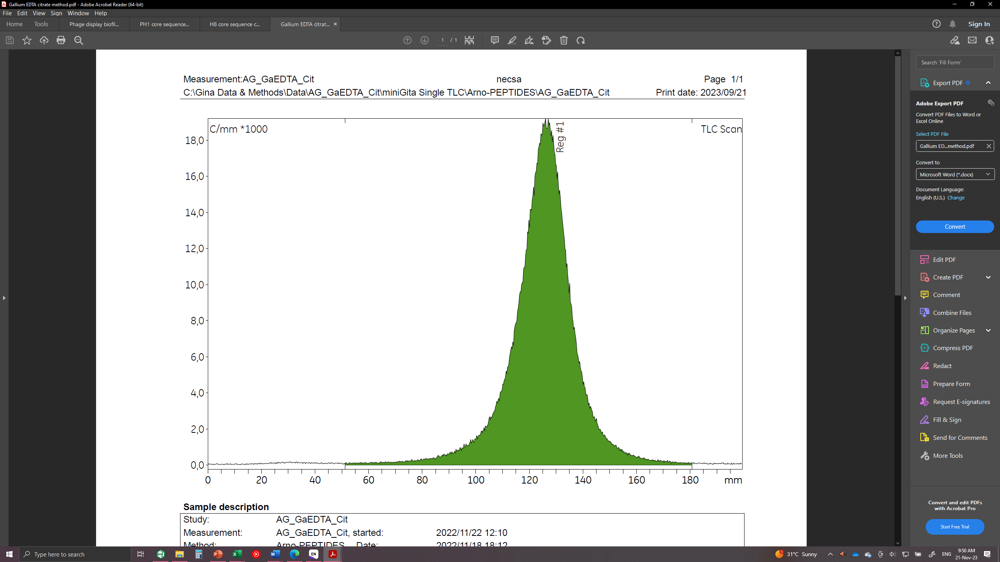 Gallium EDTA citrate method.pdf - Adobe Acrobat Reader (64-bit)
File Edit View Sign Window Help
Home Tools Phage display biofil... PH1 core sequence... H8 core sequence c... Gallium EDTA citrat... Sign In
1 / 1
Measurement:AG_GaEDTA_Cit necsa Page 1/1
C:\Gina Data & Methods\Data\AG_GaEDTA_Cit\miniGita Single TLC\Arno-PEPTIDES\AG_GaEDTA_Cit Print date: 2023/09/21
C/mm *1000
TLC Scan
Reg #1
18,0
16,0
14,0
12,0
10,0
8,0
6,0
4,0
2,0
0,0
0 20 40 60 80 100 120 140 160 180 mm
Sample description
Study: AG_GaEDTA_Cit
Measurement: AG_GaEDTA_Cit, started: 2022/11/22 12:10
Method: Arno-PEPTIDES Date: 2022/11/18 18:12
Search 'Fill Form'
Export PDF
Adobe Export PDF
Convert PDF Files to Word or
Excel Online
Select PDF File
Gallium ED...method.pdf
Convert to
Microsoft Word (*.docx)
Document Language:
English (U.S.) Change
Convert
Edit PDF
Create PDF
Comment
Combine Files
Organize Pages
Compress PDF
Redact
Prepare Form
Request E-signatures
Fill & Sign
Send for Comments
More Tools
Convert and edit PDFs
with Acrobat Pro
Start Free Trial
Type here to search
EN
1
31°C Sunny
ENG
9:50 AM
21-Nov-23